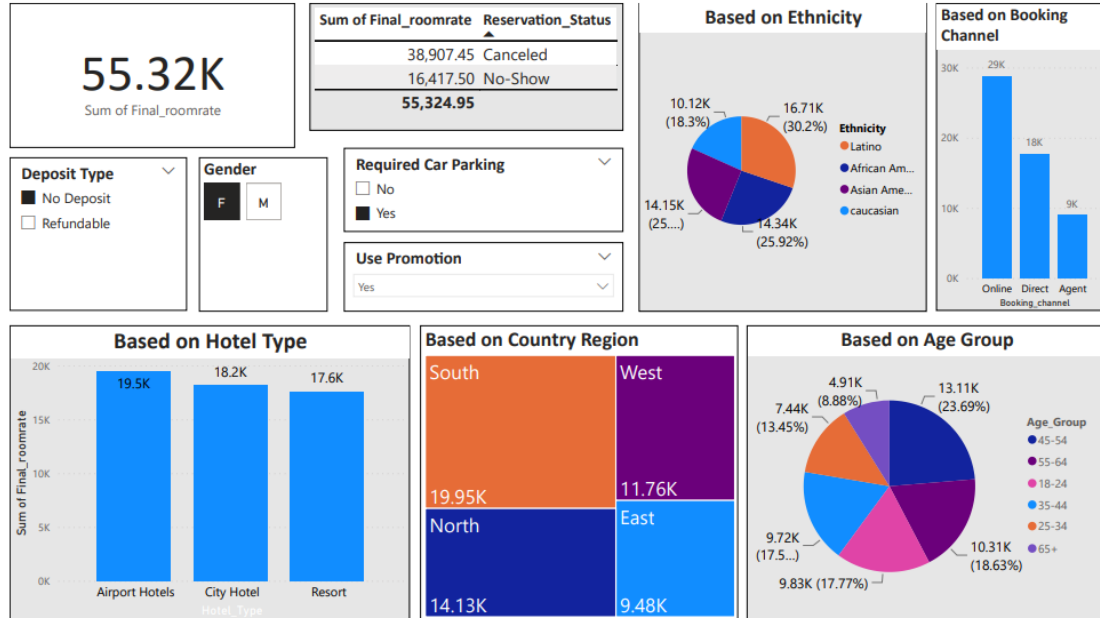 55.32K
Sum of Final_roomrate
Sum of Final_roomrate Reservation_Status
38,907.45 Canceled
16,417.50 No-Show
55,324.95
Deposit Type
No Deposit
Refundable
Gender
F M
Required Car Parking
No
Yes
Use Promotion
Yes
Based on Ethnicity
10.12K
(18.3%)
16.71K
(30.2%)
14.15K
(25....)
14.34K
(25.92%)
Ethnicity
Latino
African Am...
Asian Ame...
caucasian
Based on Booking
Channel
30K
20K
10K
0K
29K
18K
9K
Online Direct Agent
Booking_channel
Based on Hotel Type
Sum of Final_roomrate
20K
15K
10K
5K
0K
19.5K
18.2K
17.6K
Airport Hotels City Hotel Resort
Hotel_Type
Based on Country Region
South
19.95K
West
11.76K
North
14.13K
East
9.48K
Based on Age Group
4.91K
(8.88%)
13.11K
(23.69%)
7.44K
(13.45%)
9.72K
(17.5...)
9.83K (17.77%)
10.31K
(18.63%)
Age_Group
45-54
55-64
18-24
35-44
25-34
65+